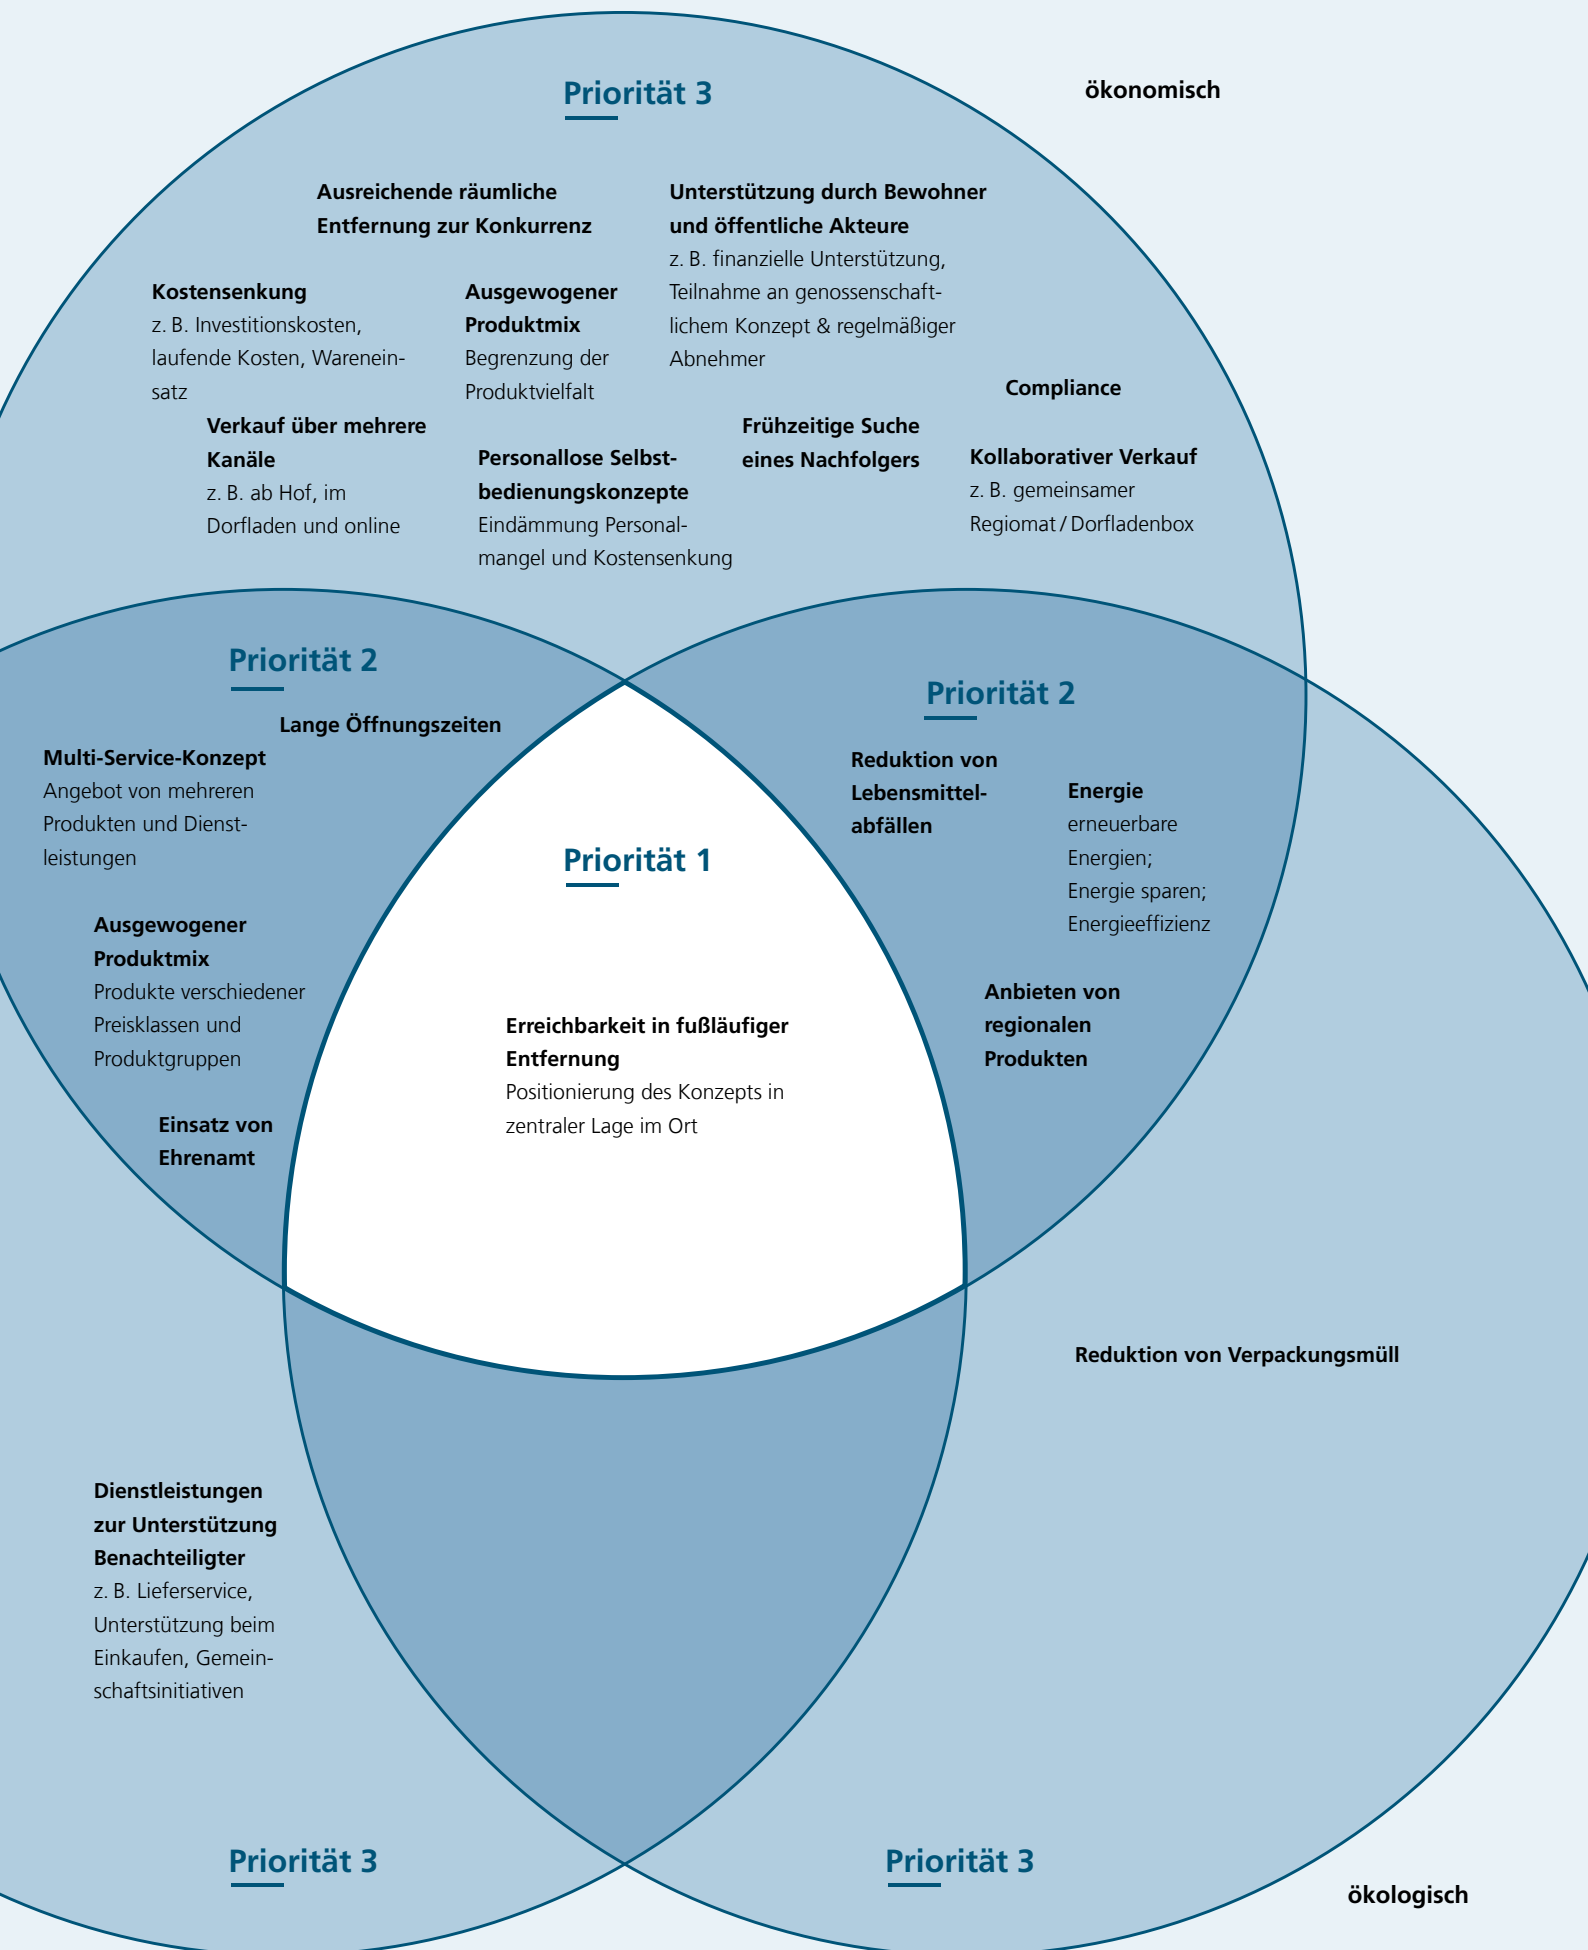 Priorität 3
ökonomisch
Ausreichende räumliche
Entfernung zur Konkurrenz
Unterstützung durch Bewohner
und öffentliche Akteure
z. B. finanzielle Unterstützung,
Teilnahme an genossenschaft-
lichem Konzept & regelmäßiger
Abnehmer
Kostensenkung
z. B. Investitionskosten,
laufende Kosten, Warenein-
satz
Ausgewogener
Produktmix
Begrenzung der
Produktvielfalt
Compliance
Verkauf über mehrere
Kanäle
z. B. ab Hof, im
Dorfladen und online
Personallose Selbst-
bedienungskonzepte
Eindämmung Personal-
mangel und Kostensenkung
Frühzeitige Suche
eines Nachfolgers
Kollaborativer Verkauf
z. B. gemeinsamer
Regiomat / Dorfladenbox
Priorität 2
Lange Öffnungszeiten
Multi-Service-Konzept
Angebot von mehreren
Produkten und Dienst-
leistungen
Ausgewogener
Produktmix
Produkte verschiedener
Preisklassen und
Produktgruppen
Einsatz von
Ehrenamt
Priorität 1
Erreichbarkeit in fußläufiger
Entfernung
Positionierung des Konzepts in
zentraler Lage im Ort
Priorität 2
Reduktion von
Lebensmittel-
abfällen
Energie
erneuerbare
Energien;
Energie sparen;
Energieeffizienz
Anbieten von
regionalen
Produkten
Reduktion von Verpackungsmüll
Dienstleistungen
zur Unterstützung
Benachteiligter
z. B. Lieferservice,
Unterstützung beim
Einkaufen, Gemein-
schaftsinitiativen
Priorität 3
Priorität 3
ökologisch